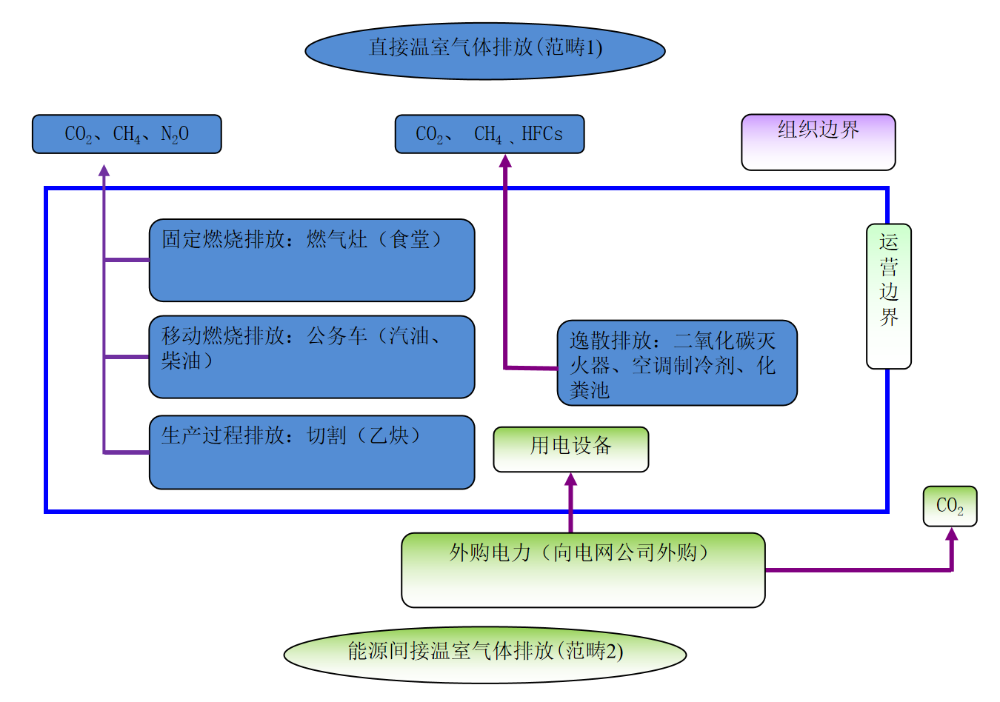 直接温室气体排放(范畴1)
CO₂、CH₄、N₂O
CO₂、 CH₄、HFCs
组织边界
固定燃烧排放：燃气灶（食堂）
运营边界
移动燃烧排放：公务车（汽油、
柴油）
逸散排放：二氧化碳灭
火器、空调制冷剂、化
粪池
生产过程排放：切割（乙炔）
用电设备
CO₂
外购电力（向电网公司外购）
能源间接温室气体排放(范畴2)